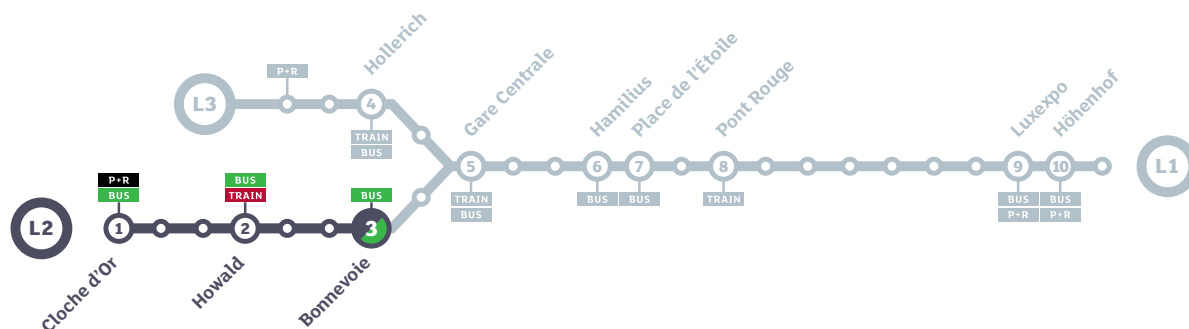 P+R
Hollerich
L3
4
TRAIN
BUS
Gare Centrale
Hamilius
Place de l'Étoile
Pont Rouge
Luxexpo
Höhenhof
5
6
7
8
9
10
L1
TRAIN
BUS
BUS
BUS
TRAIN
BUS
P+R
BUS
P+R
P+R
BUS
BUS
TRAIN
BUS
L2
1
2
3
Cloche d'Or
Howald
Bonnevoie